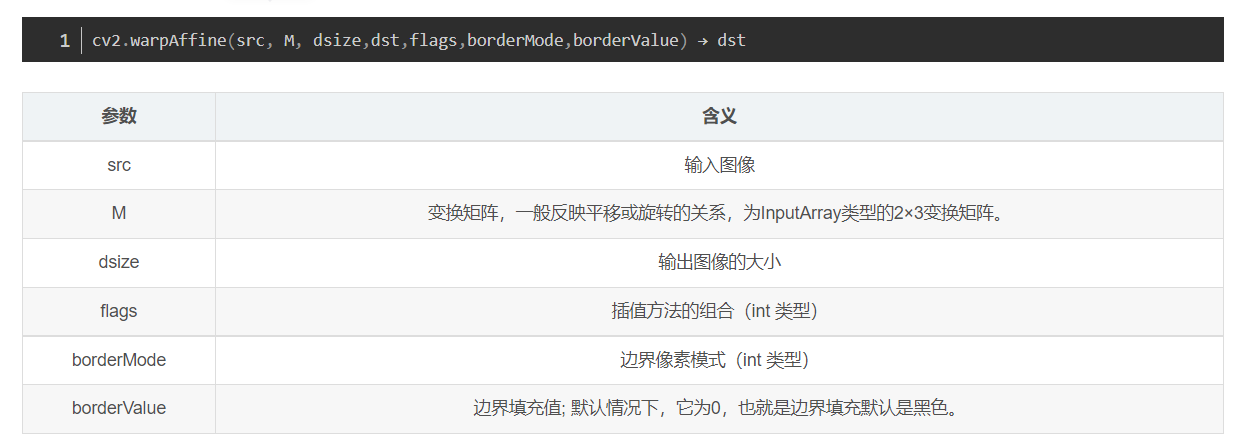 1 cv2.warpAffine(src, M, dsize,dst,flags,borderMode,borderValue) → dst
参数 含义
src 输入图像
M 变换矩阵，一般反映平移或旋转的关系，为InputArray类型的2×3变换矩阵。
dsize 输出图像的大小
flags 插值方法的组合（int 类型）
borderMode 边界像素模式（int 类型）
borderValue 边界填充值; 默认情况下，它为0，也就是边界填充默认是黑色。